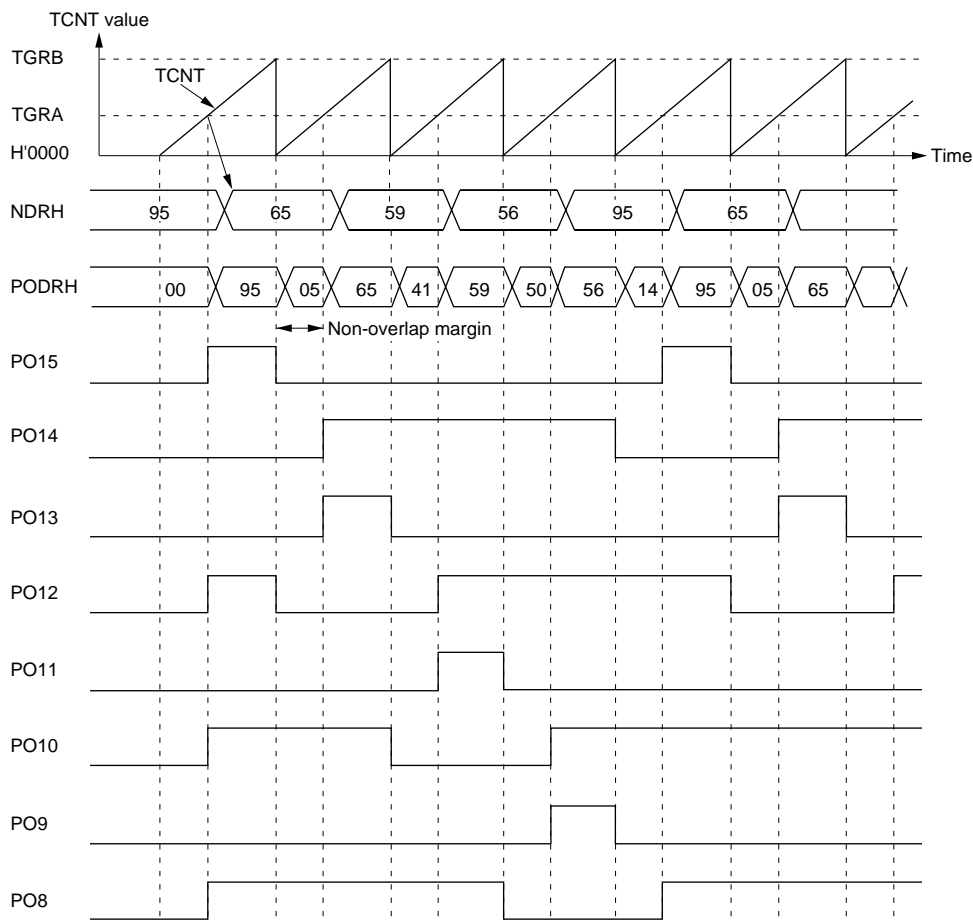 TCNT value
TGRB
TCNT
TGRA
H'0000
Time
NDRH 95 65 59 56 95 65
PODRH 00 95 05 65 41 59 50 56 14 95 05 65
Non-overlap margin
PO15
PO14
PO13
PO12
PO11
PO10
PO9
PO8